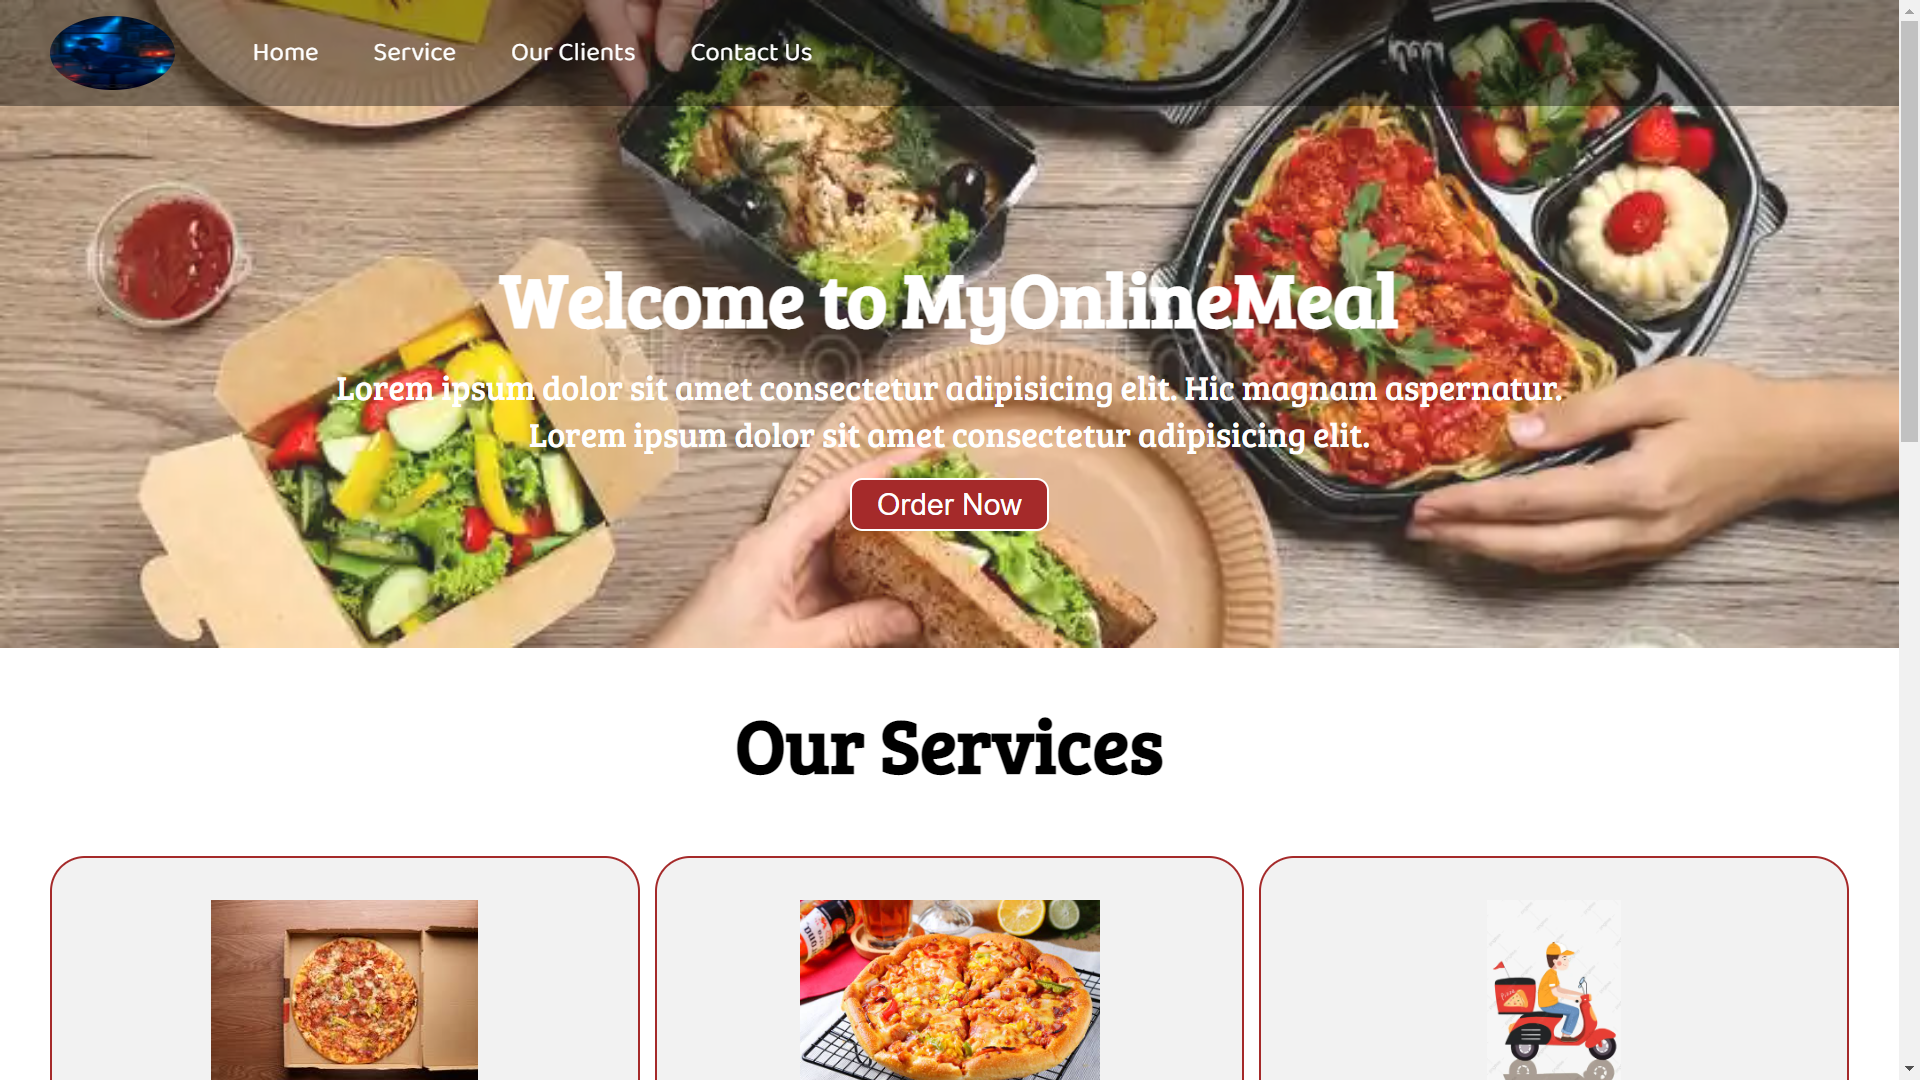 Home Service Our Clients Contact Us
Welcome to MyOnlineMeal
Lorem ipsum dolor sit amet consectetur adipisicing elit. Hic magnam aspernatur.
Lorem ipsum dolor sit amet consectetur adipisicing elit.
Order Now
Our Services